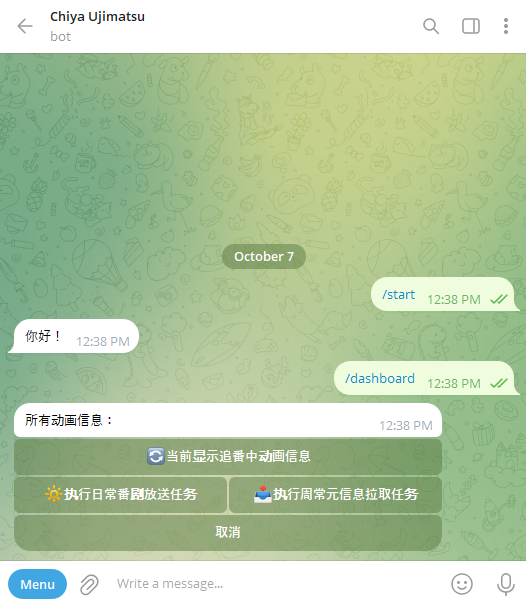 Chiya Ujimatsu
bot
October 7
/start 12:38 PM
你好！ 12:38 PM
/dashboard 12:38 PM
所有动画信息： 12:38 PM
当前显示追番中动画信息
执行日常番剧放送任务 执行周常元信息拉取任务
取消
Menu Write a message...